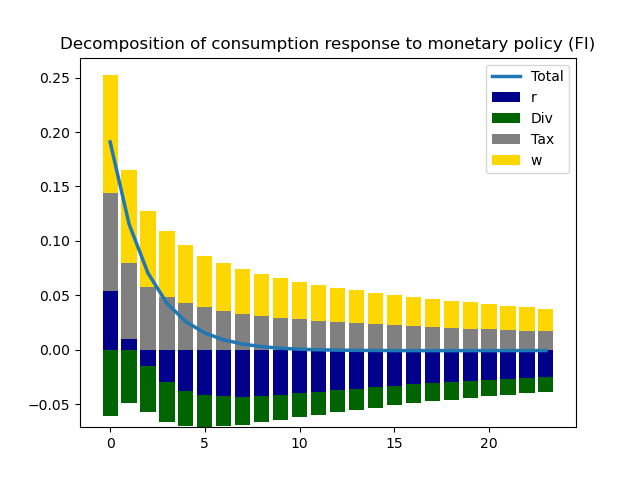 Decomposition of consumption response to monetary policy (FI)
Total
r
Div
Tax
w
0.25
0.20
0.15
0.10
0.05
0.00
−0.05
0 5 10 15 20